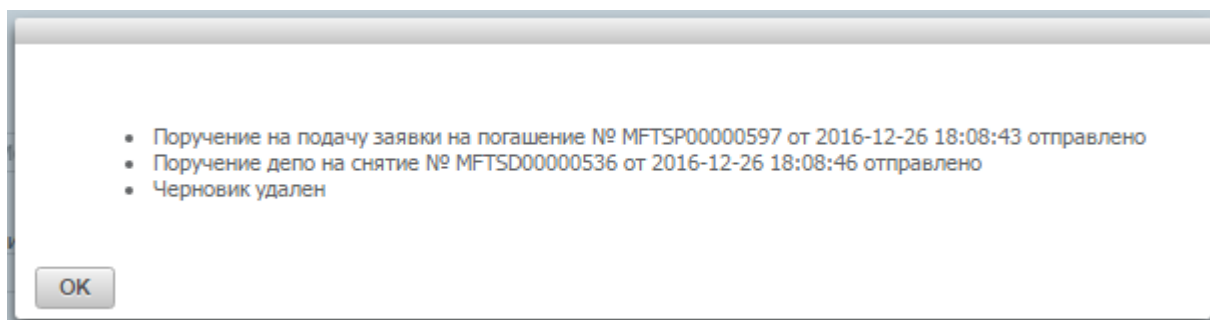 Поручение на подачу заявки на погашение № MFTSP00000597 от 2016-12-26 18:08:43 отправлено
Поручение депо на снятие № MFTSD00000536 от 2016-12-26 18:08:46 отправлено
Черновик удален
OK